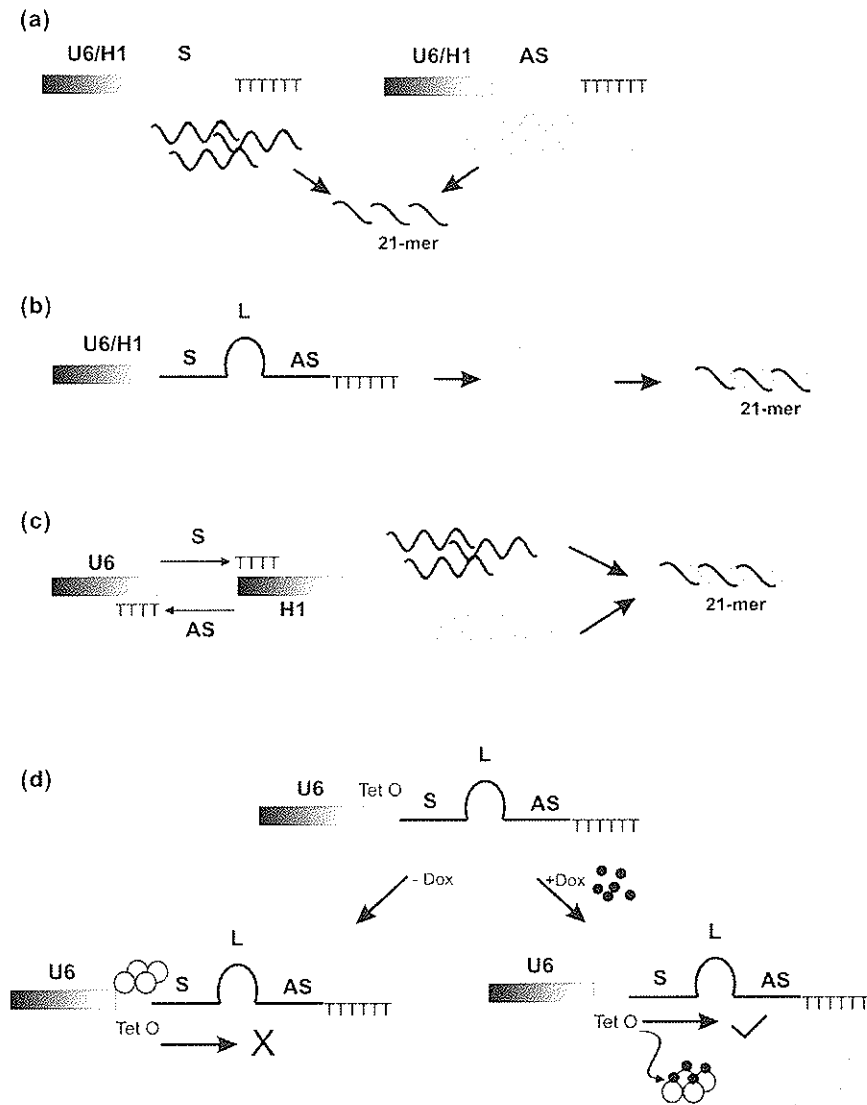 (a)
U6/H1 S U6/H1 AS
TTTTTT TTTTTT
21-mer
(b)
L
U6/H1 S AS
TTTTTT
21-mer
(c)
S
U6 TTTT
TTTT H1
AS
21-mer
(d)
L
U6 Tet O S AS
TTTTTT
- Dox +Dox
L L
U6 S AS U6 S AS
TTTTTT TTTTTT
Tet O X Tet O